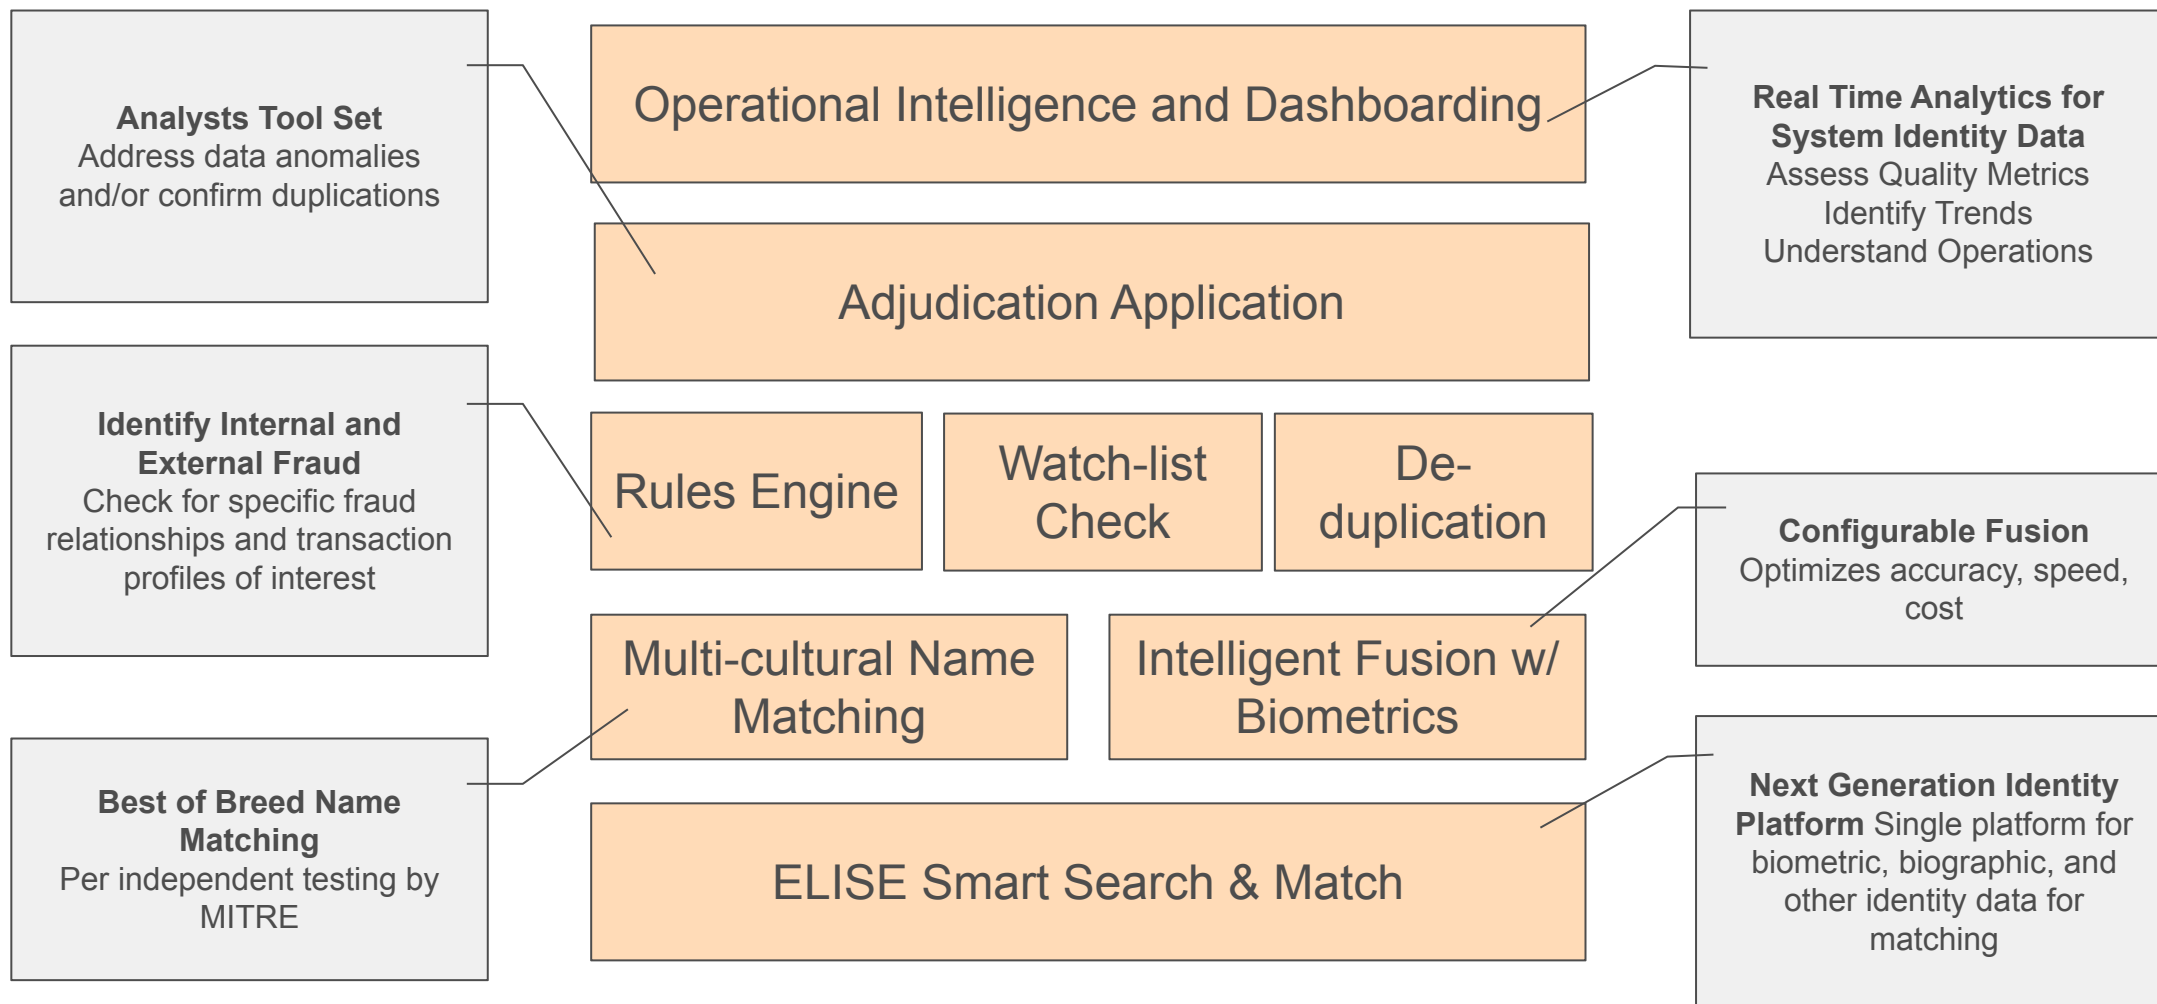 Analysts Tool Set
Address data anomalies
and/or confirm duplications
Identify Internal and
External Fraud
Check for specific fraud
relationships and transaction
profiles of interest
Best of Breed Name
Matching
Per independent testing by
MITRE
Operational Intelligence and Dashboarding
Adjudication Application
Rules Engine
Watch-list
Check
De-
duplication
Multi-cultural Name
Matching
Intelligent Fusion w/
Biometrics
ELISE Smart Search & Match
Real Time Analytics for
System Identity Data
Assess Quality Metrics
Identify Trends
Understand Operations
Configurable Fusion
Optimizes accuracy, speed,
cost
Next Generation Identity
Platform Single platform for
biometric, biographic, and
other identity data for
matching